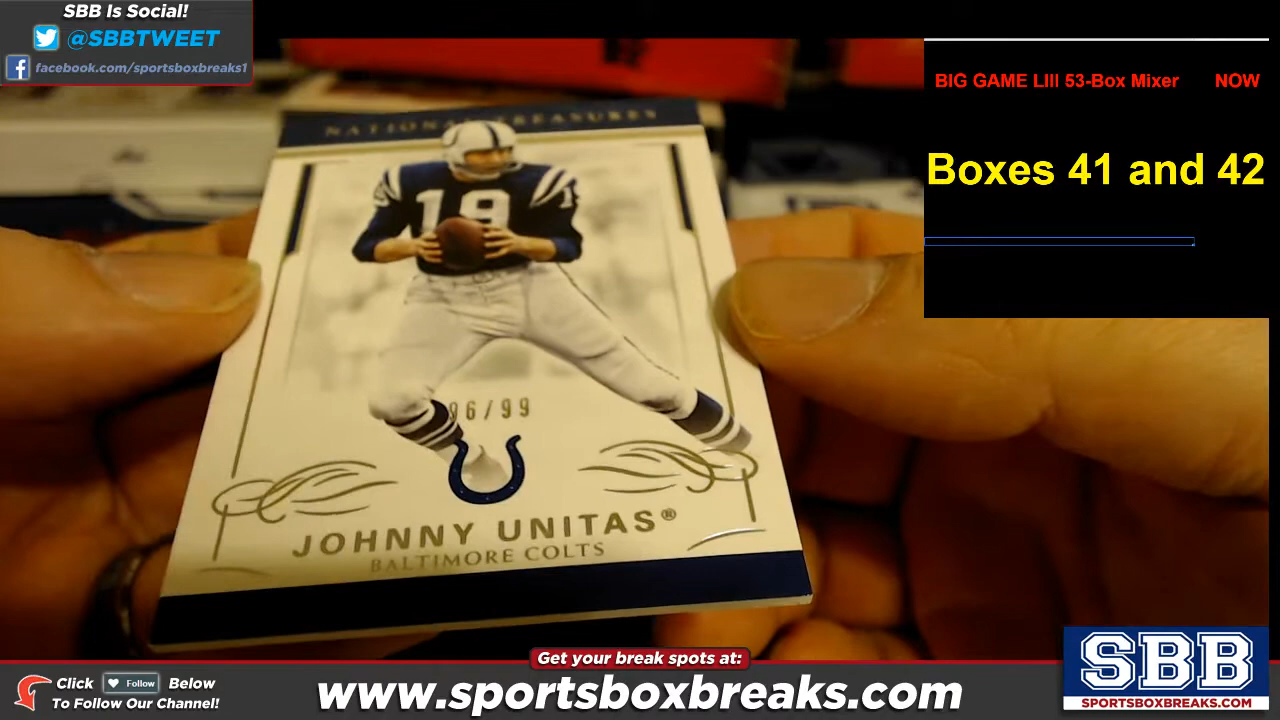 SBB Is Social!
@SBBTWEET
facebook.com/sportsboxbreaks1
BIG GAME LIII 53-Box Mixer NOW
Boxes 41 and 42
NATIONAL TREASURES
19
96/99
JOHNNY UNITAS®
BALTIMORE COLTS
Get your break spots at:
Click Follow Below
To Follow Our Channel!
www.sportsboxbreaks.com
SBB
SPORTSBOXBREAKS.COM